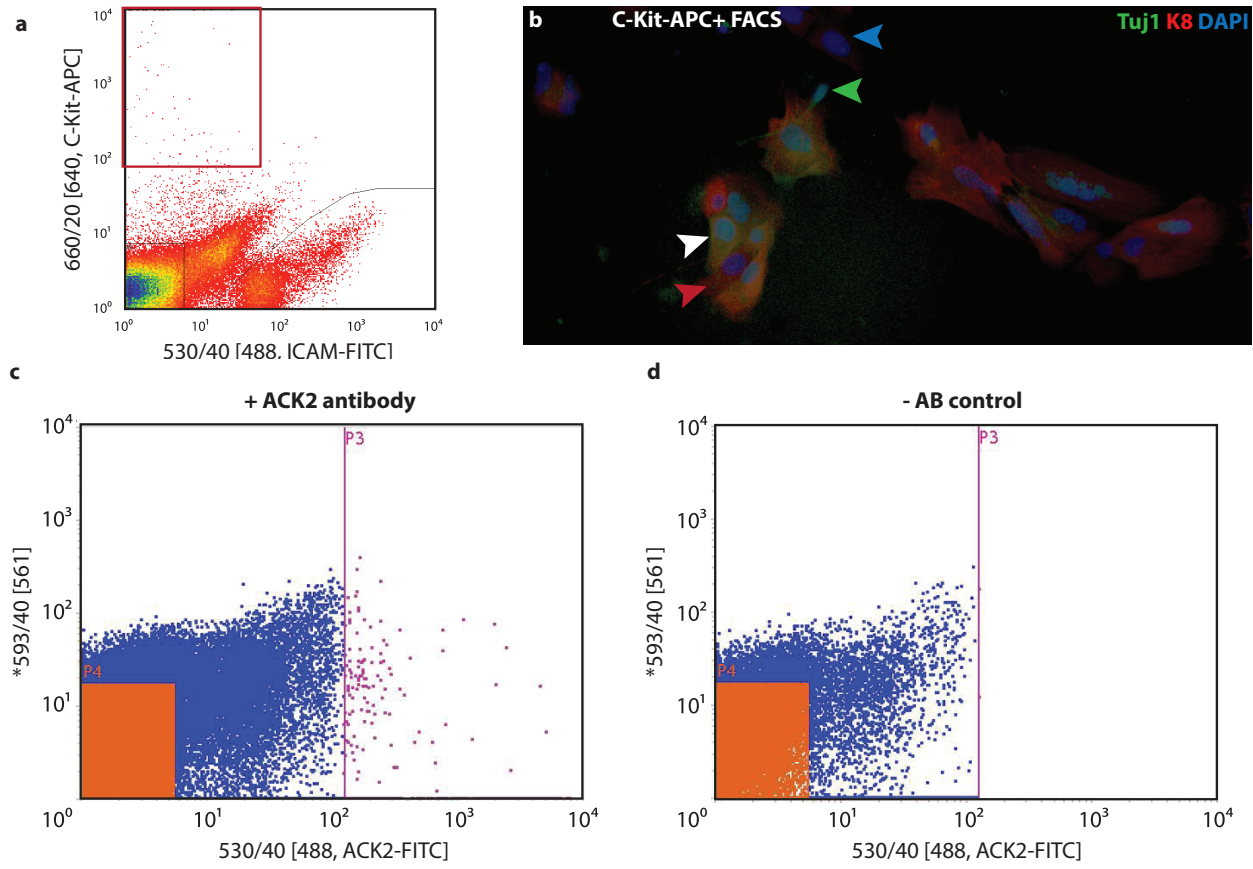 a
10⁴
10³
10²
10¹
10⁰
660/20 [640, C-Kit-APC]
10⁰ 10¹ 10² 10³ 10⁴
530/40 [488, ICAM-FITC]
b C-Kit-APC+ FACS Tuj1 K8 DAPI
c
+ ACK2 antibody
10⁴
10³
10²
10¹
10⁰ 10¹ 10² 10³ 10⁴
P3
P4
*593/40 [561]
530/40 [488, ACK2-FITC]
d
- AB control
10⁴
10³
10²
10¹
10⁰ 10¹ 10² 10³ 10⁴
P3
P4
*593/40 [561]
530/40 [488, ACK2-FITC]